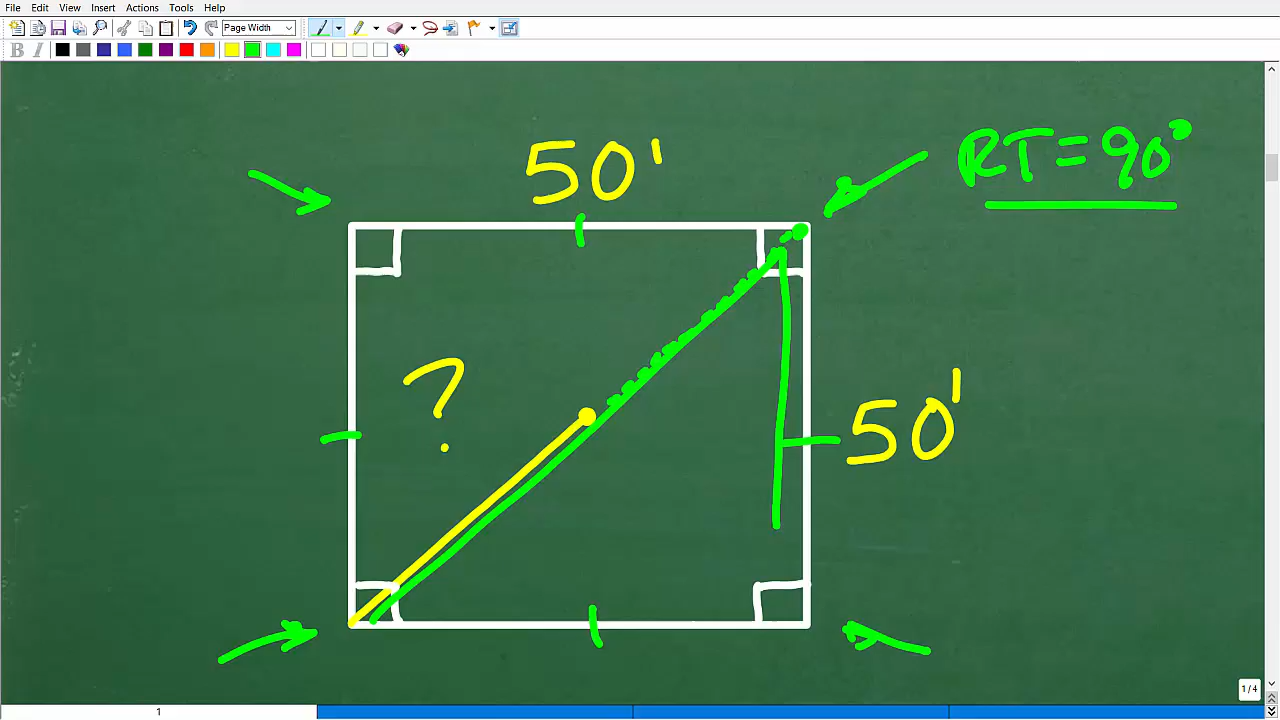 File Edit View Insert Actions Tools Help
Page Width
B I
50'
RT=90°
?
50'
1/4
1